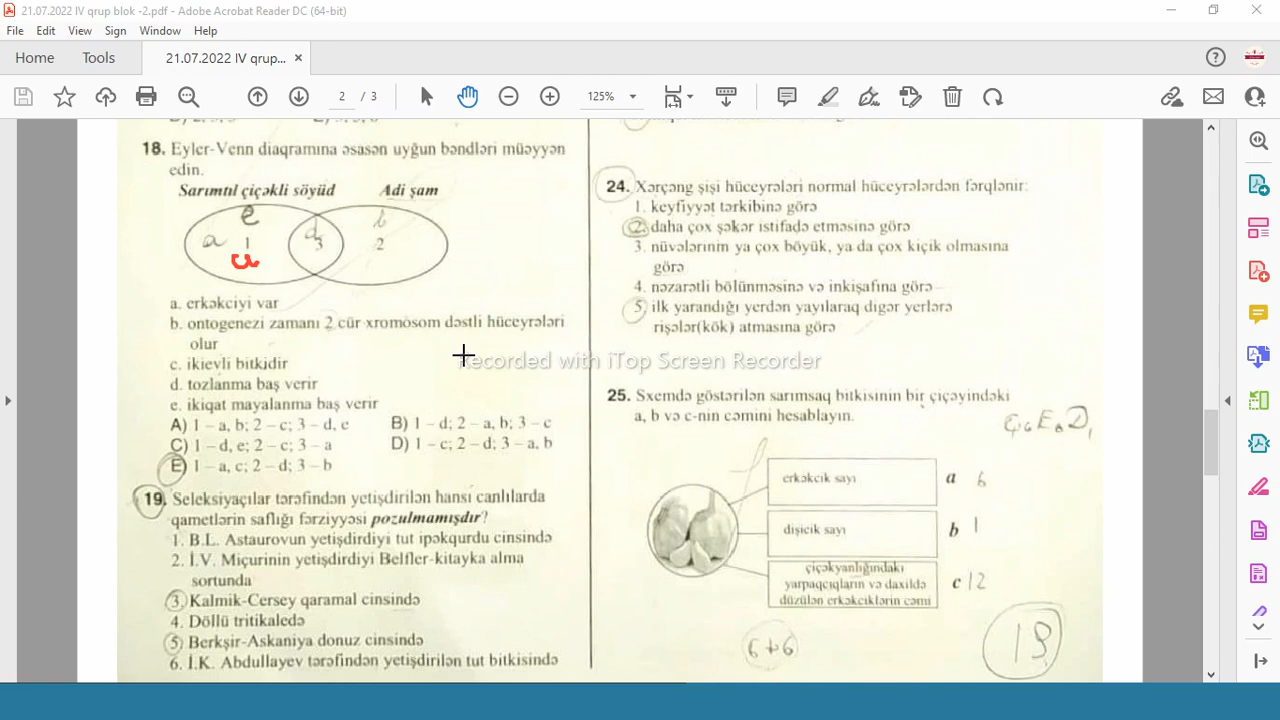 21.07.2022 IV qrup blok -2.pdf - Adobe Acrobat Reader DC (64-bit)
File Edit View Sign Window Help
Home Tools 21.07.2022 IV qrup... ×
2 / 3 125%
18. Eyler-Venn diaqramına əsasən uyğun bəndləri müəyyən
edin.
Sarımtıl çiçəkli söyüd Adi şam
e
a 1 d 3 b 2
a
a. erkəkciyi var
b. ontogenezi zamanı 2 cür xromosom dəstli hüceyrələri
olur
c. ikievli bitkidir
d. tozlanma baş verir
e. ikiqat mayalanma baş verir
A) 1 – a, b; 2 – c; 3 – d, e B) 1 – d; 2 – a, b; 3 – c
C) 1 – d, e; 2 – c; 3 – a D) 1 – c; 2 – d; 3 – a, b
E) 1 – a, c; 2 – d; 3 – b
19. Seleksiyaçılar tərəfindən yetişdirilən hansı canlılarda
qametlərin saflığı fərziyyəsi pozulmamışdır?
1. B.L. Astaurovun yetişdirdiyi tut ipəkqurdu cinsində
2. İ.V. Miçurinin yetişdirdiyi Belfler-kitayka alma
sortunda
3. Kalmik-Cersey qaramal cinsində
4. Döllü tritikaledə
5. Berkşir-Askaniya donuz cinsində
6. İ.K. Abdullayev tərəfindən yetişdirilən tut bitkisində
24. Xərçəng şişi hüceyrələri normal hüceyrələrdən fərqlənir:
1. keyfiyyət tərkibinə görə
2. daha çox şəkər istifadə etməsinə görə
3. nüvələrinin ya çox böyük, ya da çox kiçik olmasına
görə
4. nəzarətli bölünməsinə və inkişafına görə
5. ilk yarandığı yerdən yayılaraq digər yerlərə
rişələr(kök) atmasına görə
Recorded with iTop Screen Recorder
25. Sxemdə göstərilən sarımsaq bitkisinin bir çiçəyindəki
a, b və c-nin cəmini hesablayın.
erkəkcik sayı a 6
dişicik sayı b 1
çiçəkyanlığındakı
yarpaqcıqların və daxildə
düzülən erkəkciklərin cəmi
c 12
6+6